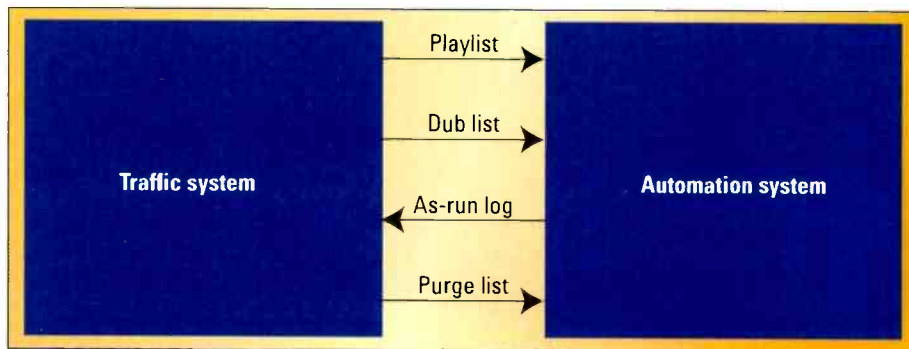 Playlist
Dub list
Traffic system
Automation system
As-run log
Purge list